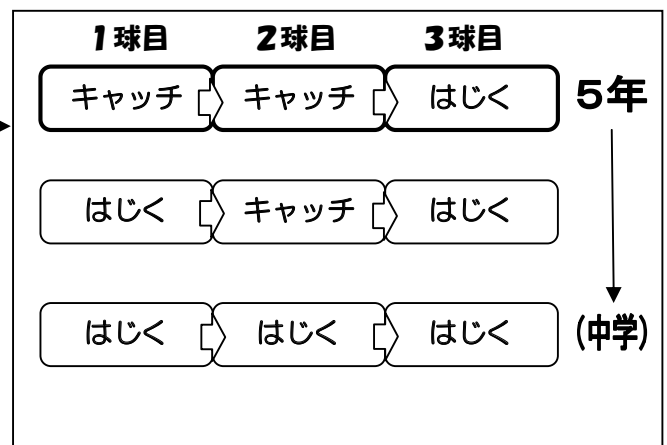 1球目 2球目 3球目
キャッチ キャッチ はじく 5年
はじく キャッチ はじく
はじく はじく はじく (中学)